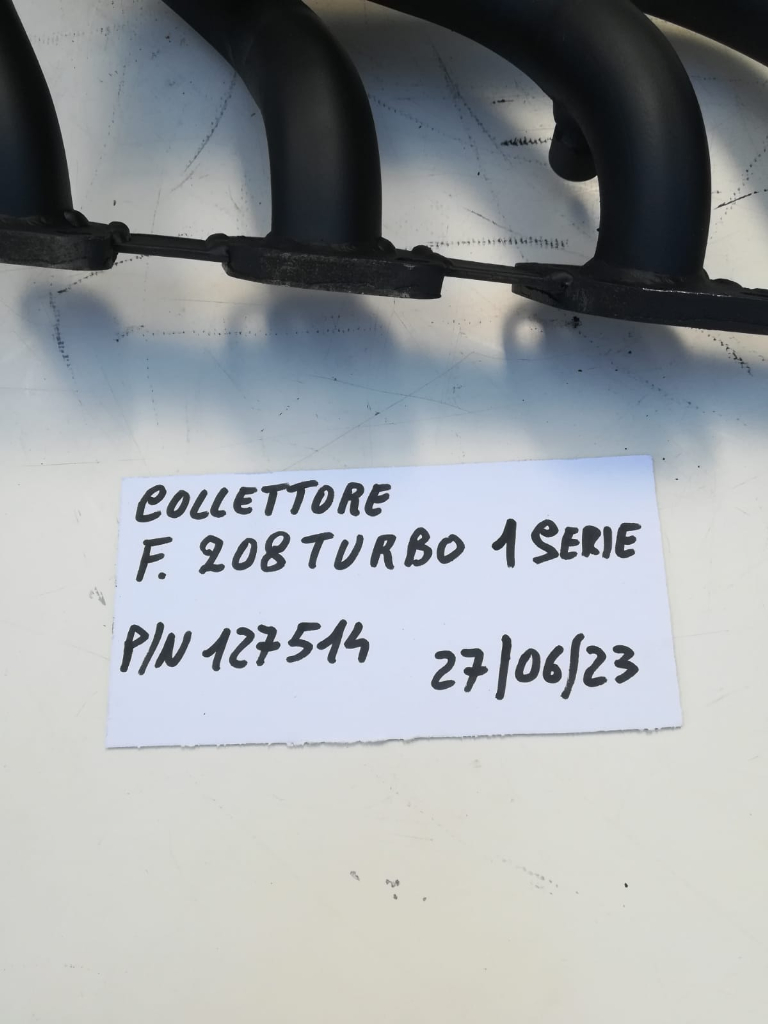 COLLETTORE
F. 208 TURBO 1 SERIE
P/N 127514
27/06/23